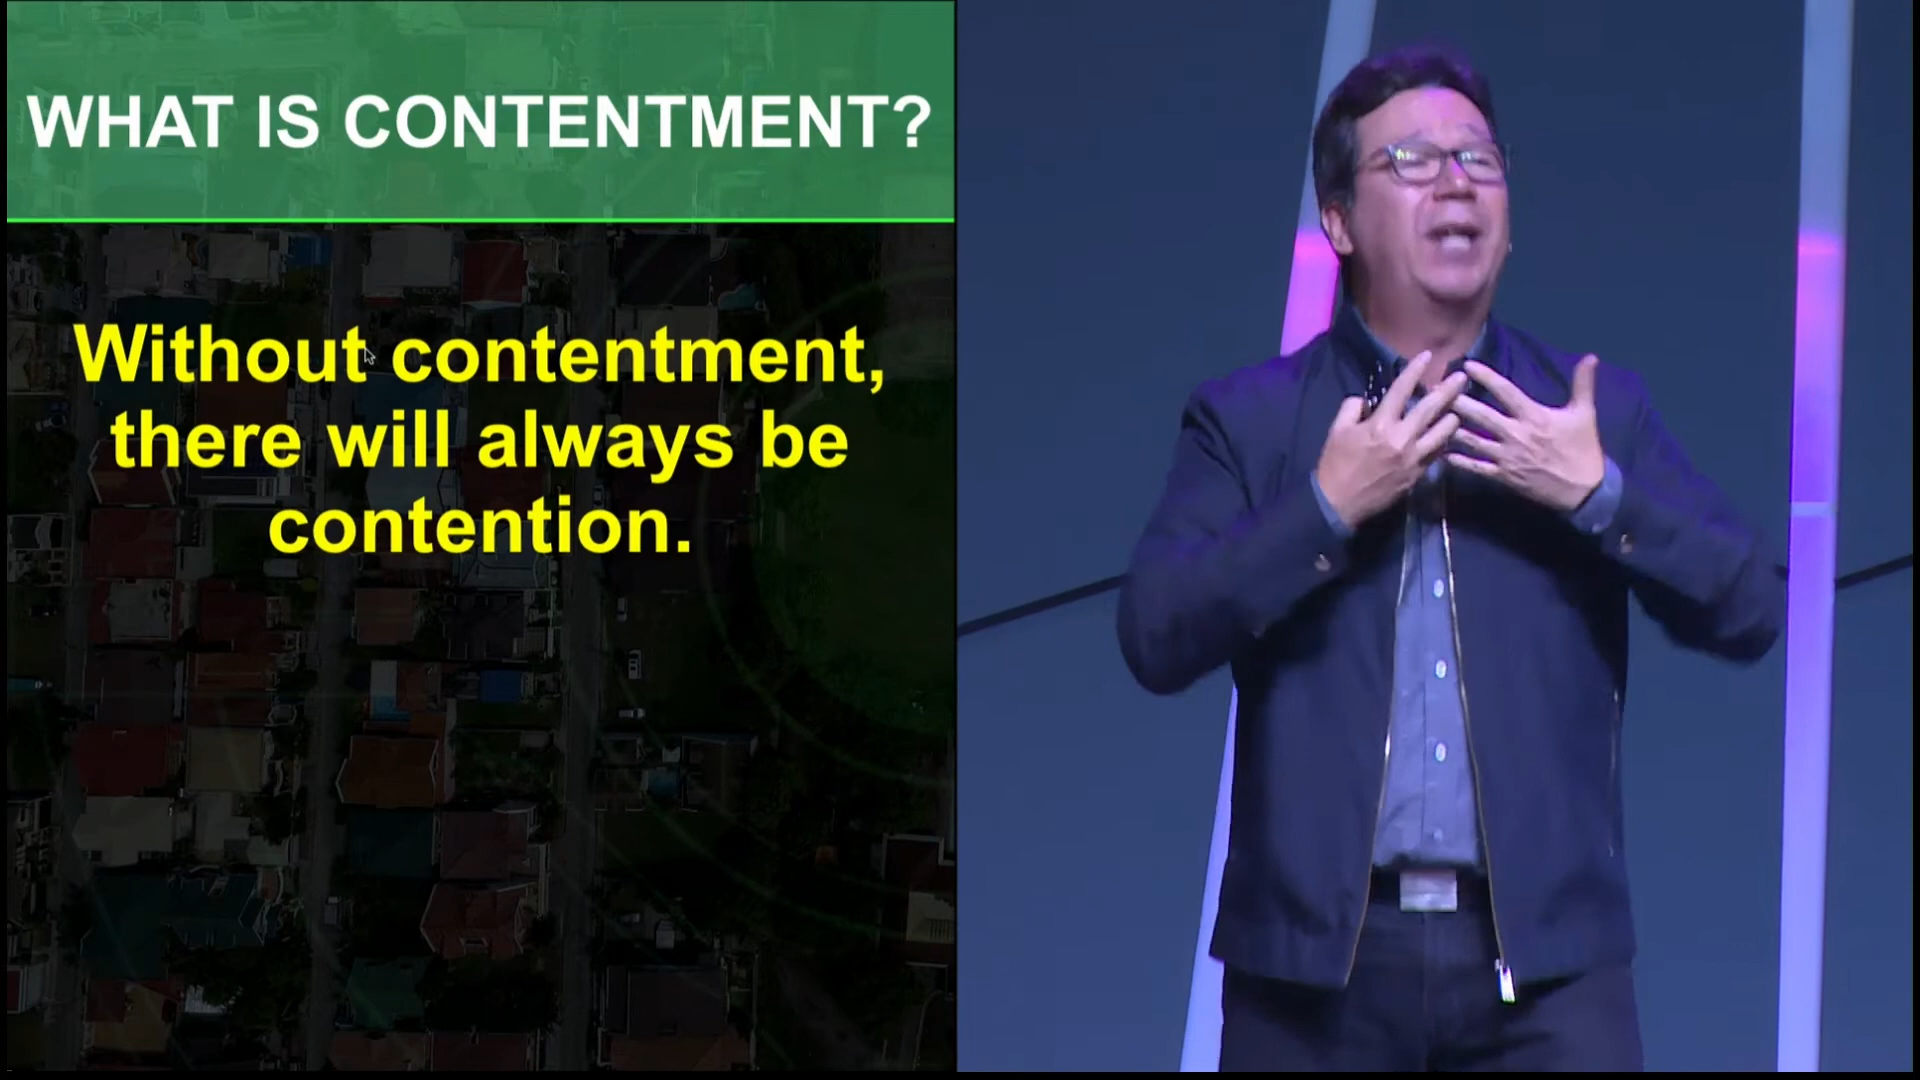 WHAT IS CONTENTMENT?
Without contentment,
there will always be
contention.